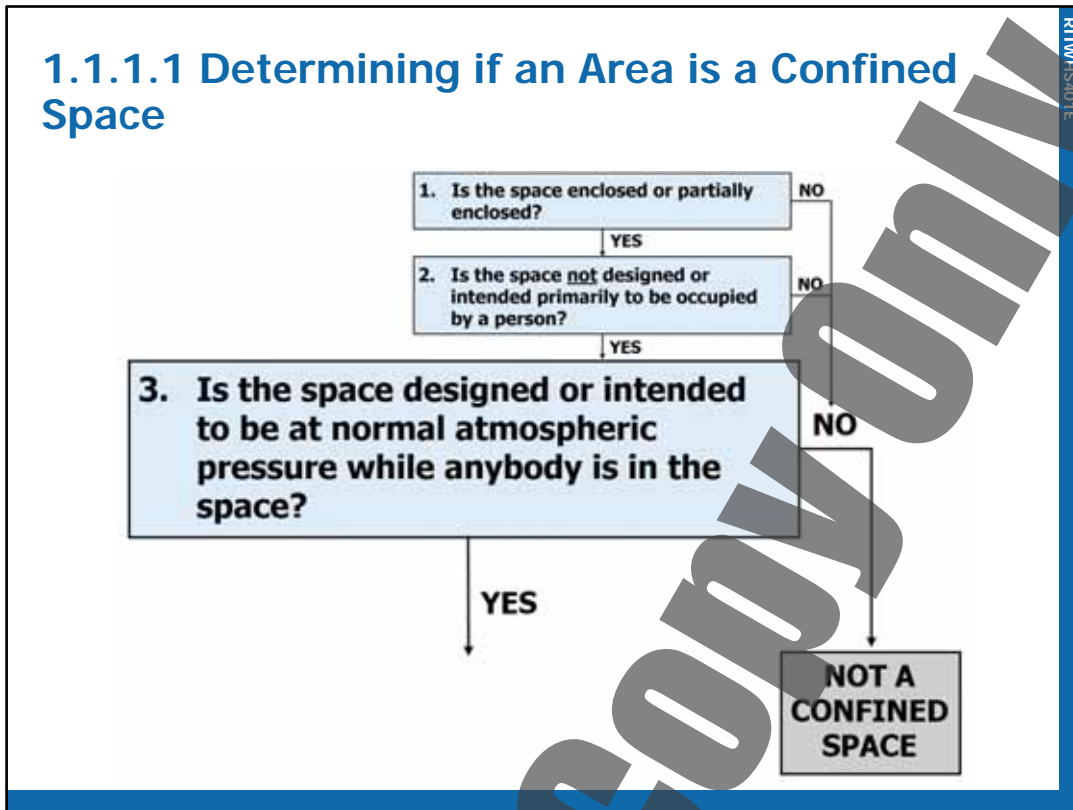 1.1.1.1 Determining if an Area is a Confined
Space
1. Is the space enclosed or partially
enclosed?
NO
YES
2. Is the space not designed or
intended primarily to be occupied
by a person?
NO
YES
3. Is the space designed or intended
to be at normal atmospheric
pressure while anybody is in the
space?
NO
YES
NOT A
CONFINED
SPACE
Copy Only